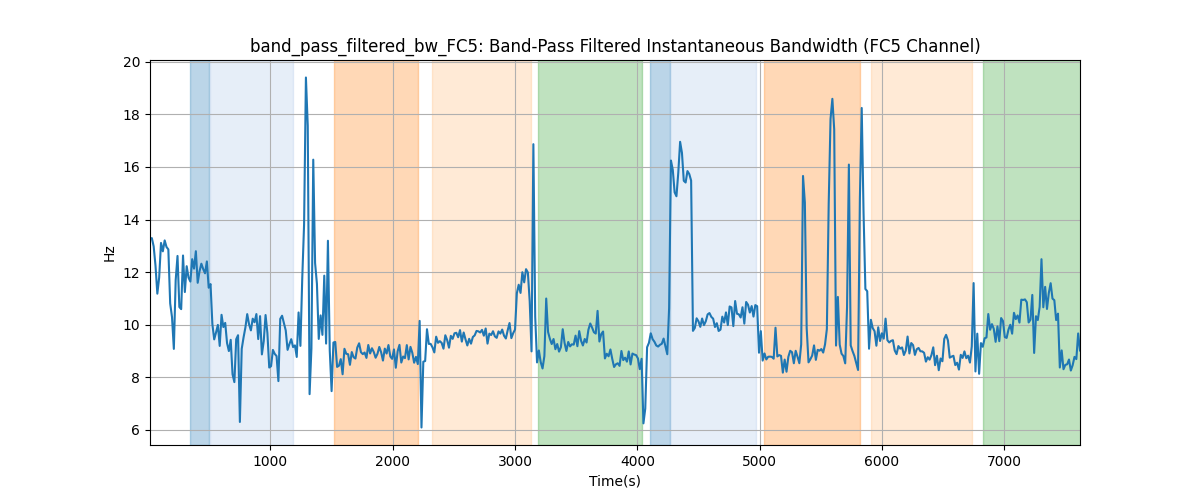 band_pass_filtered_bw_FC5: Band-Pass Filtered Instantaneous Bandwidth (FC5 Channel)
20
18
16
14
12
10
8
6
Hz
1000 2000 3000 4000 5000 6000 7000
Time(s)